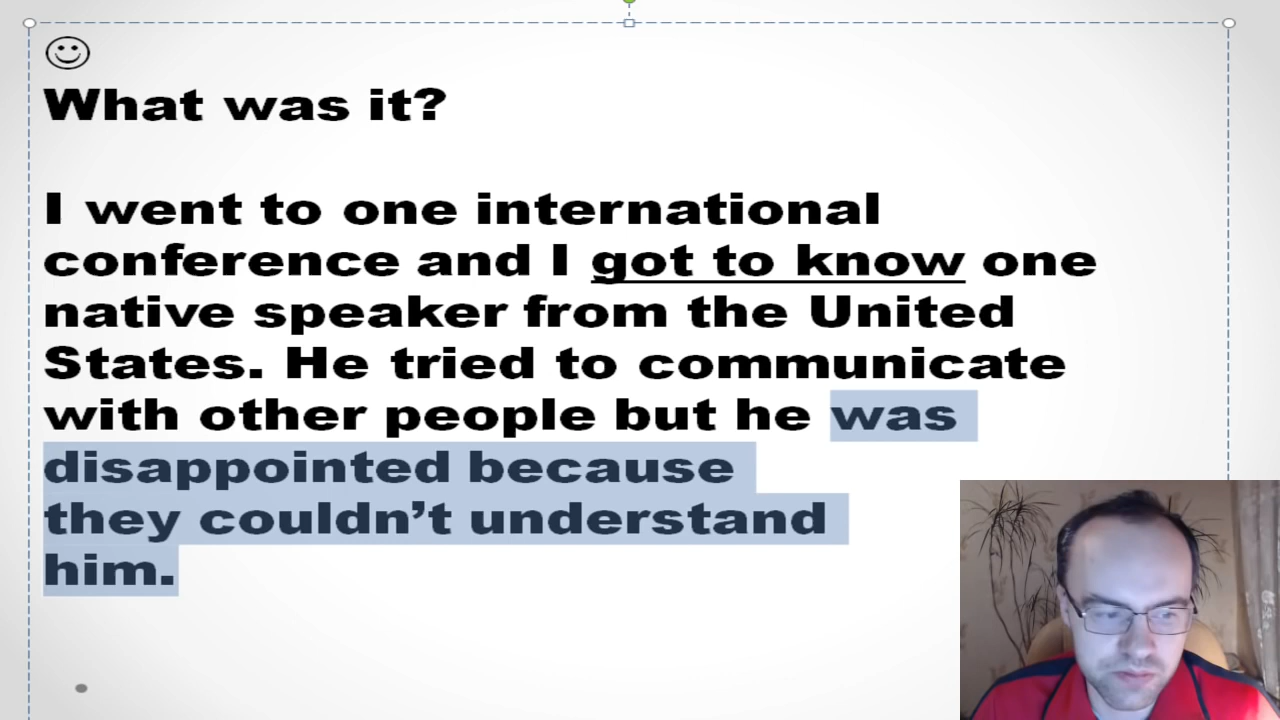 What was it?
I went to one international
conference and I got to know one
native speaker from the United
States. He tried to communicate
with other people but he was
disappointed because
they couldn’t understand
him.